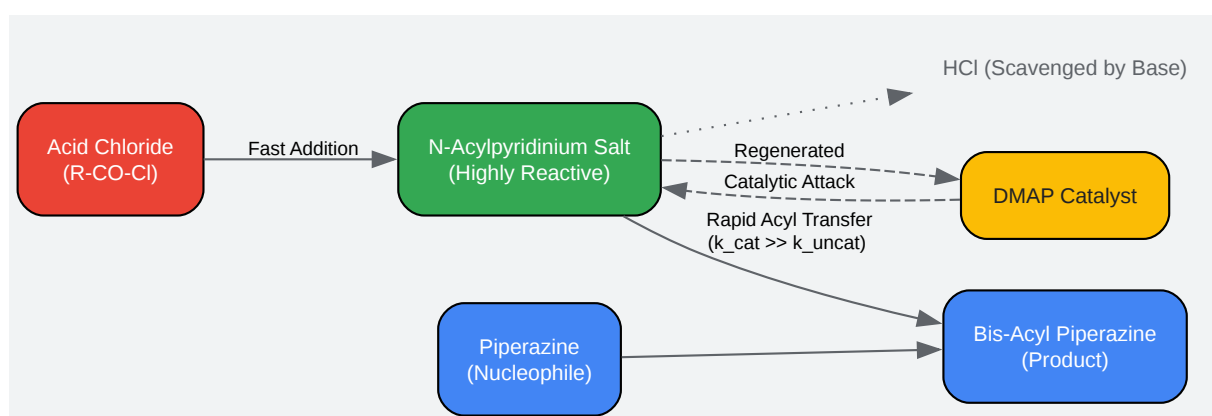 HCl (Scavenged by Base)
Acid Chloride
(R-CO-Cl)
Fast Addition
N-Acylpyridinium Salt
(Highly Reactive)
Regenerated
Catalytic Attack
DMAP Catalyst
Rapid Acyl Transfer
(k_cat >> k_uncat)
Piperazine
(Nucleophile)
Bis-Acyl Piperazine
(Product)